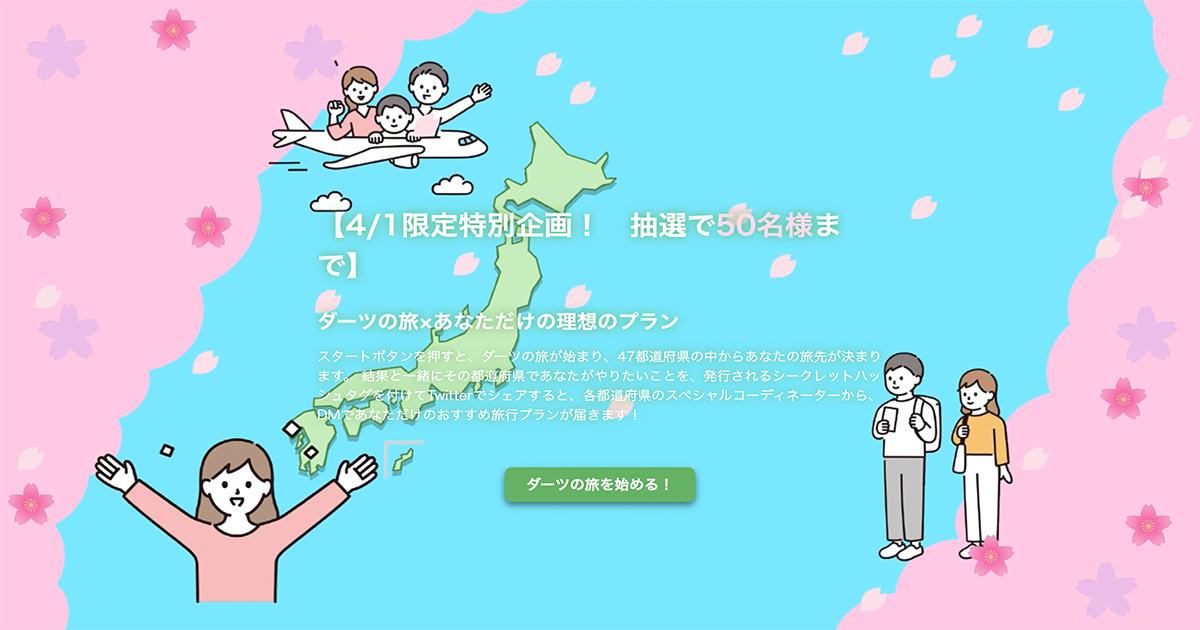 【4/1限定特別企画！　抽選で50名様ま
で】
ダーツの旅×あなただけの理想のプラン
スタートボタンを押すと、ダーツの旅が始まり、47都道府県の中からあなたの旅先が決まり
ます。 結果と一緒にその都道府県であなたがやりたいことを、発行されるシークレットハッ
シュタグを付けてTwitterでシェアすると、各都道府県のスペシャルコーディネーターから、
DMであなただけのおすすめ旅行プランが届きます！
ダーツの旅を始める！